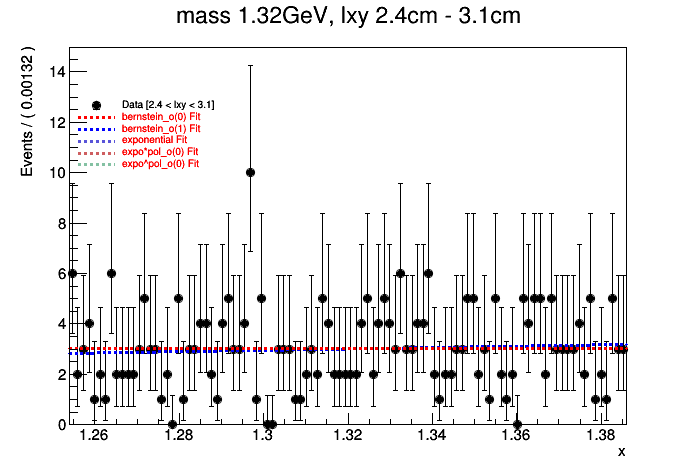 mass 1.32GeV, lxy 2.4cm - 3.1cm
Events / ( 0.00132 )
14
12
10
8
6
4
2
0
Data [2.4 < lxy < 3.1]
bernstein_o(0) Fit
bernstein_o(1) Fit
exponential Fit
expo*pol_o(0) Fit
expo^pol_o(0) Fit
1.26 1.28 1.3 1.32 1.34 1.36 1.38
x